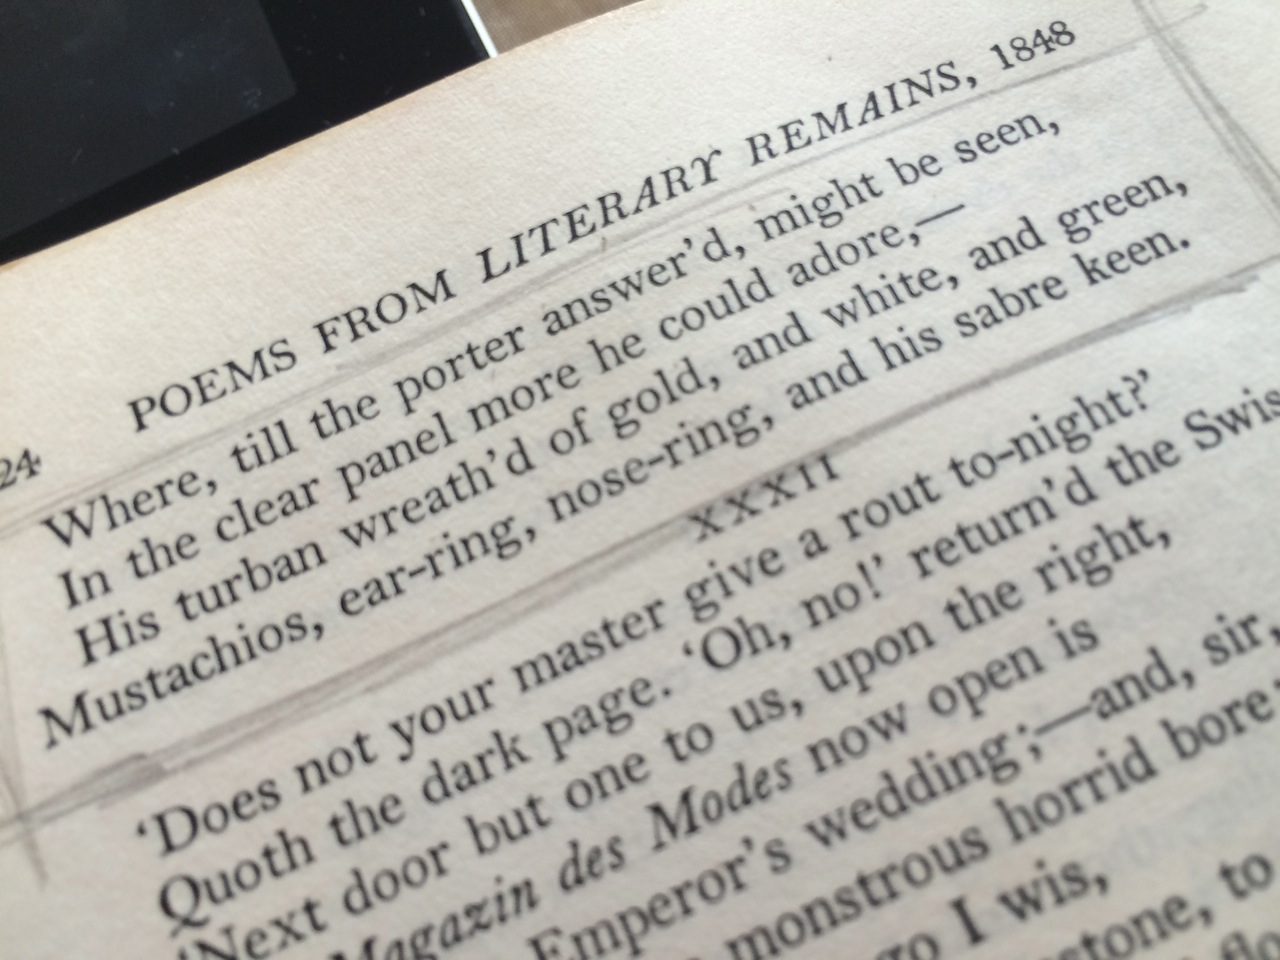 24 POEMS FROM LITERARY REMAINS, 1848
Where, till the porter answer'd, might be seen,
In the clear panel more he could adore,—
His turban wreath'd of gold, and white, and green,
Mustachios, ear-ring, nose-ring, and his sabre keen.
XXXII
'Does not your master give a rout to-night?'
Quoth the dark page. 'Oh, no!' return'd the
'Next door but one to us, upon the right,
Magazin des Modes now open is
Emperor's wedding;—and, sir,
monstrous horrid bore
I wis,
to